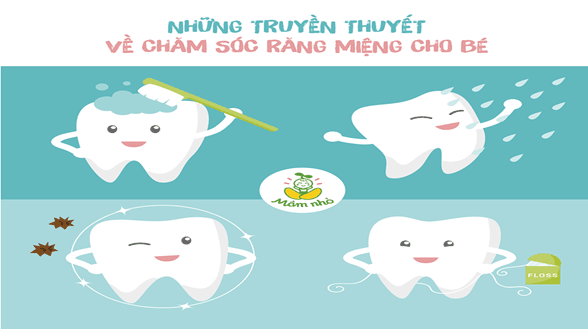 NHỮNG TRUYỀN THUYẾT
VỀ CHĂM SÓC RĂNG MIỆNG CHO BÉ
Mầm nhỏ
FLOSS